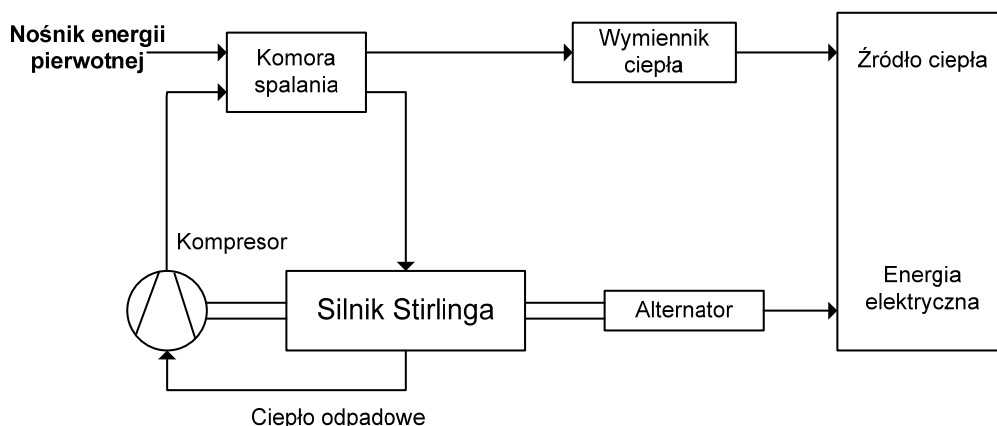 Nośnik energii
pierwotnej
Komora
spalania
Wymiennik
ciepła
Źródło ciepła
Kompresor
Silnik Stirlinga
Alternator
Energia
elektryczna
Ciepło odpadowe